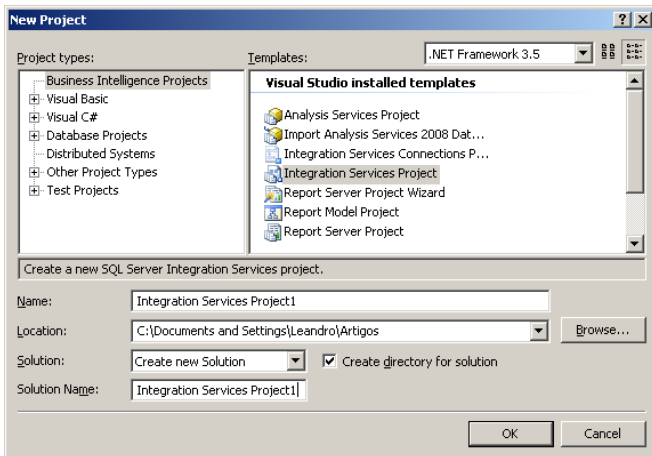 New Project
Project types:
Templates:
.NET Framework 3.5
Business Intelligence Projects
Visual Basic
Visual C#
Database Projects
Distributed Systems
Other Project Types
Test Projects
Visual Studio installed templates
Analysis Services Project
Import Analysis Services 2008 Dat...
Integration Services Connections P...
Integration Services Project
Report Server Project Wizard
Report Model Project
Report Server Project
Create a new SQL Server Integration Services project.
Name:
Integration Services Project1
Location:
C:\Documents and Settings\Leandro\Artigos
Browse...
Solution:
Create new Solution
Create directory for solution
Solution Name:
Integration Services Project1
OK
Cancel